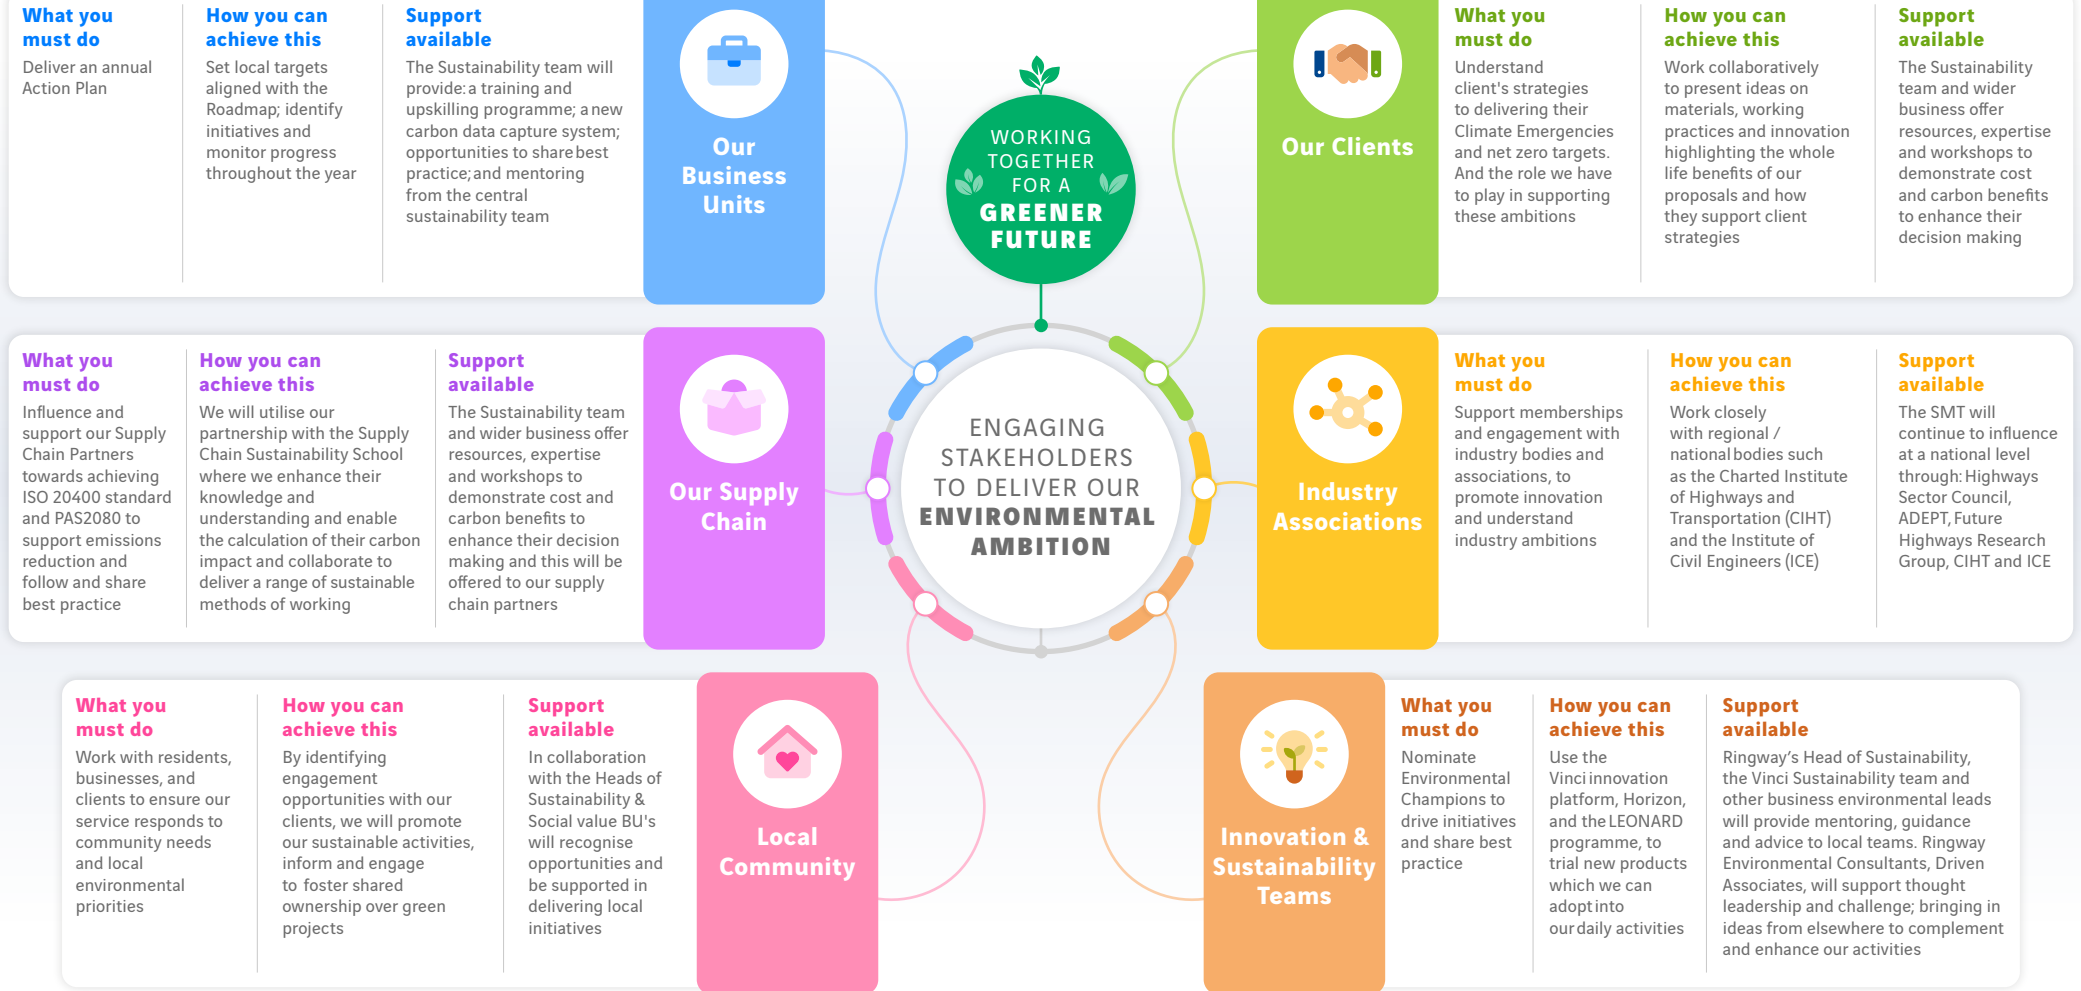 What you
must do
Deliver an annual
Action Plan
How you can
achieve this
Set local targets
aligned with the
Roadmap; identify
initiatives and
monitor progress
throughout the year
Support
available
The Sustainability team will
provide: a training and
upskilling programme; a new
carbon data capture system;
opportunities to share best
practice; and mentoring
from the central
sustainability team
Our
Business
Units
WORKING
TOGETHER
FOR A
GREENER
FUTURE
Our Clients
What you
must do
Understand
client's strategies
to delivering their
Climate Emergencies
and net zero targets.
And the role we have
to play in supporting
these ambitions
How you can
achieve this
Work collaboratively
to present ideas on
materials, working
practices and innovation
highlighting the whole
life benefits of our
proposals and how
they support client
strategies
Support
available
The Sustainability
team and wider
business offer
resources, expertise
and workshops to
demonstrate cost
and carbon benefits
to enhance their
decision making
What you
must do
Influence and
support our Supply
Chain Partners
towards achieving
ISO 20400 standard
and PAS2080 to
support emissions
reduction and
follow and share
best practice
How you can
achieve this
We will utilise our
partnership with the Supply
Chain Sustainability School
where we enhance their
knowledge and
understanding and enable
the calculation of their carbon
impact and collaborate to
deliver a range of sustainable
methods of working
Support
available
The Sustainability team
and wider business offer
resources, expertise
and workshops to
demonstrate cost and
carbon benefits to
enhance their decision
making and this will be
offered to our supply
chain partners
Our Supply
Chain
ENGAGING
STAKEHOLDERS
TO DELIVER OUR
ENVIRONMENTAL
AMBITION
Industry
Associations
What you
must do
Support memberships
and engagement with
industry bodies and
associations, to
promote innovation
and understand
industry ambitions
How you can
achieve this
Work closely
with regional /
national bodies such
as the Charted Institute
of Highways and
Transportation (CIHT)
and the Institute of
Civil Engineers (ICE)
Support
available
The SMT will
continue to influence
at a national level
through: Highways
Sector Council,
ADEPT, Future
Highways Research
Group, CIHT and ICE
What you
must do
Work with residents,
businesses, and
clients to ensure our
service responds to
community needs
and local
environmental
priorities
How you can
achieve this
By identifying
engagement
opportunities with our
clients, we will promote
our sustainable activities,
inform and engage
to foster shared
ownership over green
projects
Support
available
In collaboration
with the Heads of
Sustainability &
Social value BU's
will recognise
opportunities and
be supported in
delivering local
initiatives
Local
Community
Innovation &
Sustainability
Teams
What you
must do
Nominate
Environmental
Champions to
drive initiatives
and share best
practice
How you can
achieve this
Use the
Vinci innovation
platform, Horizon,
and the LEONARD
programme, to
trial new products
which we can
adopt into
our daily activities
Support
available
Ringway’s Head of Sustainability,
the Vinci Sustainability team and
other business environmental leads
will provide mentoring, guidance
and advice to local teams. Ringway
Environmental Consultants, Driven
Associates, will support thought
leadership and challenge; bringing in
ideas from elsewhere to complement
and enhance our activities